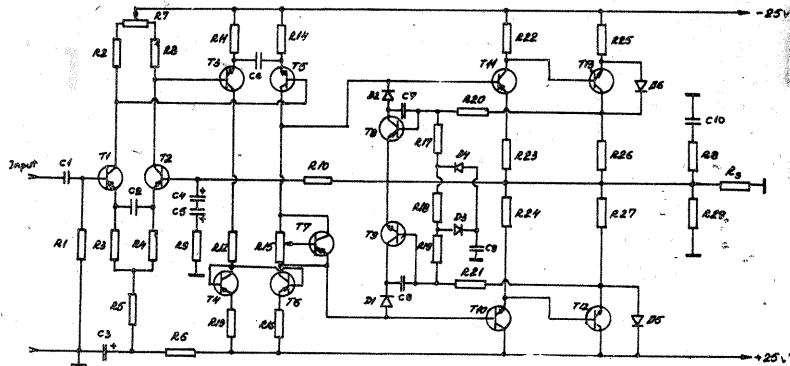 -25V
R7
R11
R14
R22
R25
R2
R8
C6
T3
T5
T11
T13
D6
D2
C7
R20
C10
T8
R17
Input
C1
T1
T2
R10
D4
R23
R26
R8
Rs
C4
C5
C2
R18
R1
R3
R4
R9
R12
R15
T7
T9
D3
C9
R24
R27
R29
R19
T4
T6
R21
D1
C8
R5
R13
R16
T10
T12
D5
C3
R6
+25V